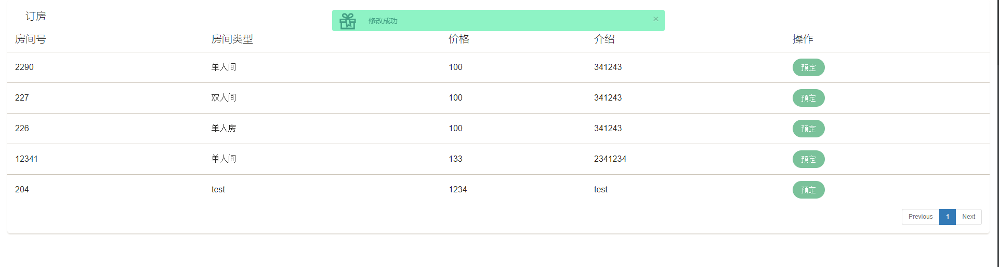 订房
修改成功 ×
房间号 房间类型 价格 介绍 操作
2290 单人间 100 341243 预定
227 双人间 100 341243 预定
226 单人房 100 341243 预定
12341 单人间 133 2341234 预定
204 test 1234 test 预定
Previous 1 Next